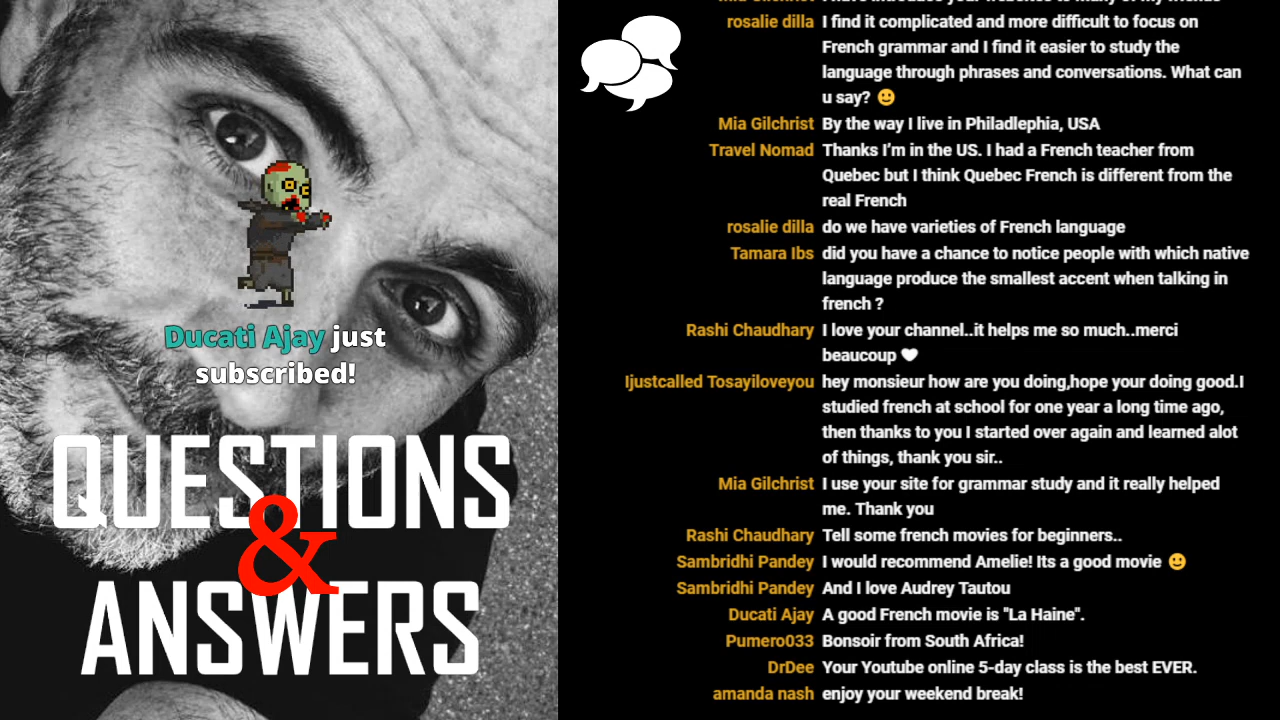 Ducati Ajay just
subscribed!
QUESTIONS
&
ANSWERS
rosalie dilla I find it complicated and more difficult to focus on
French grammar and I find it easier to study the
language through phrases and conversations. What can
u say? 🙂
Mia Gilchrist By the way I live in Philadlephia, USA
Travel Nomad Thanks I’m in the US. I had a French teacher from
Quebec but I think Quebec French is different from the
real French
rosalie dilla do we have varieties of French language
Tamara Ibs did you have a chance to notice people with which native
language produce the smallest accent when talking in
french ?
Rashi Chaudhary I love your channel..it helps me so much..merci
beaucoup 🤍
Ijustcalled Tosayiloveyou hey monsieur how are you doing,hope your doing good.I
studied french at school for one year a long time ago,
then thanks to you I started over again and learned alot
of things, thank you sir..
Mia Gilchrist I use your site for grammar study and it really helped
me. Thank you
Rashi Chaudhary Tell some french movies for beginners..
Sambridhi Pandey I would recommend Amelie! Its a good movie 🙂
Sambridhi Pandey And I love Audrey Tautou
Ducati Ajay A good French movie is "La Haine".
Pumero033 Bonsoir from South Africa!
DrDee Your Youtube online 5-day class is the best EVER.
amanda nash enjoy your weekend break!